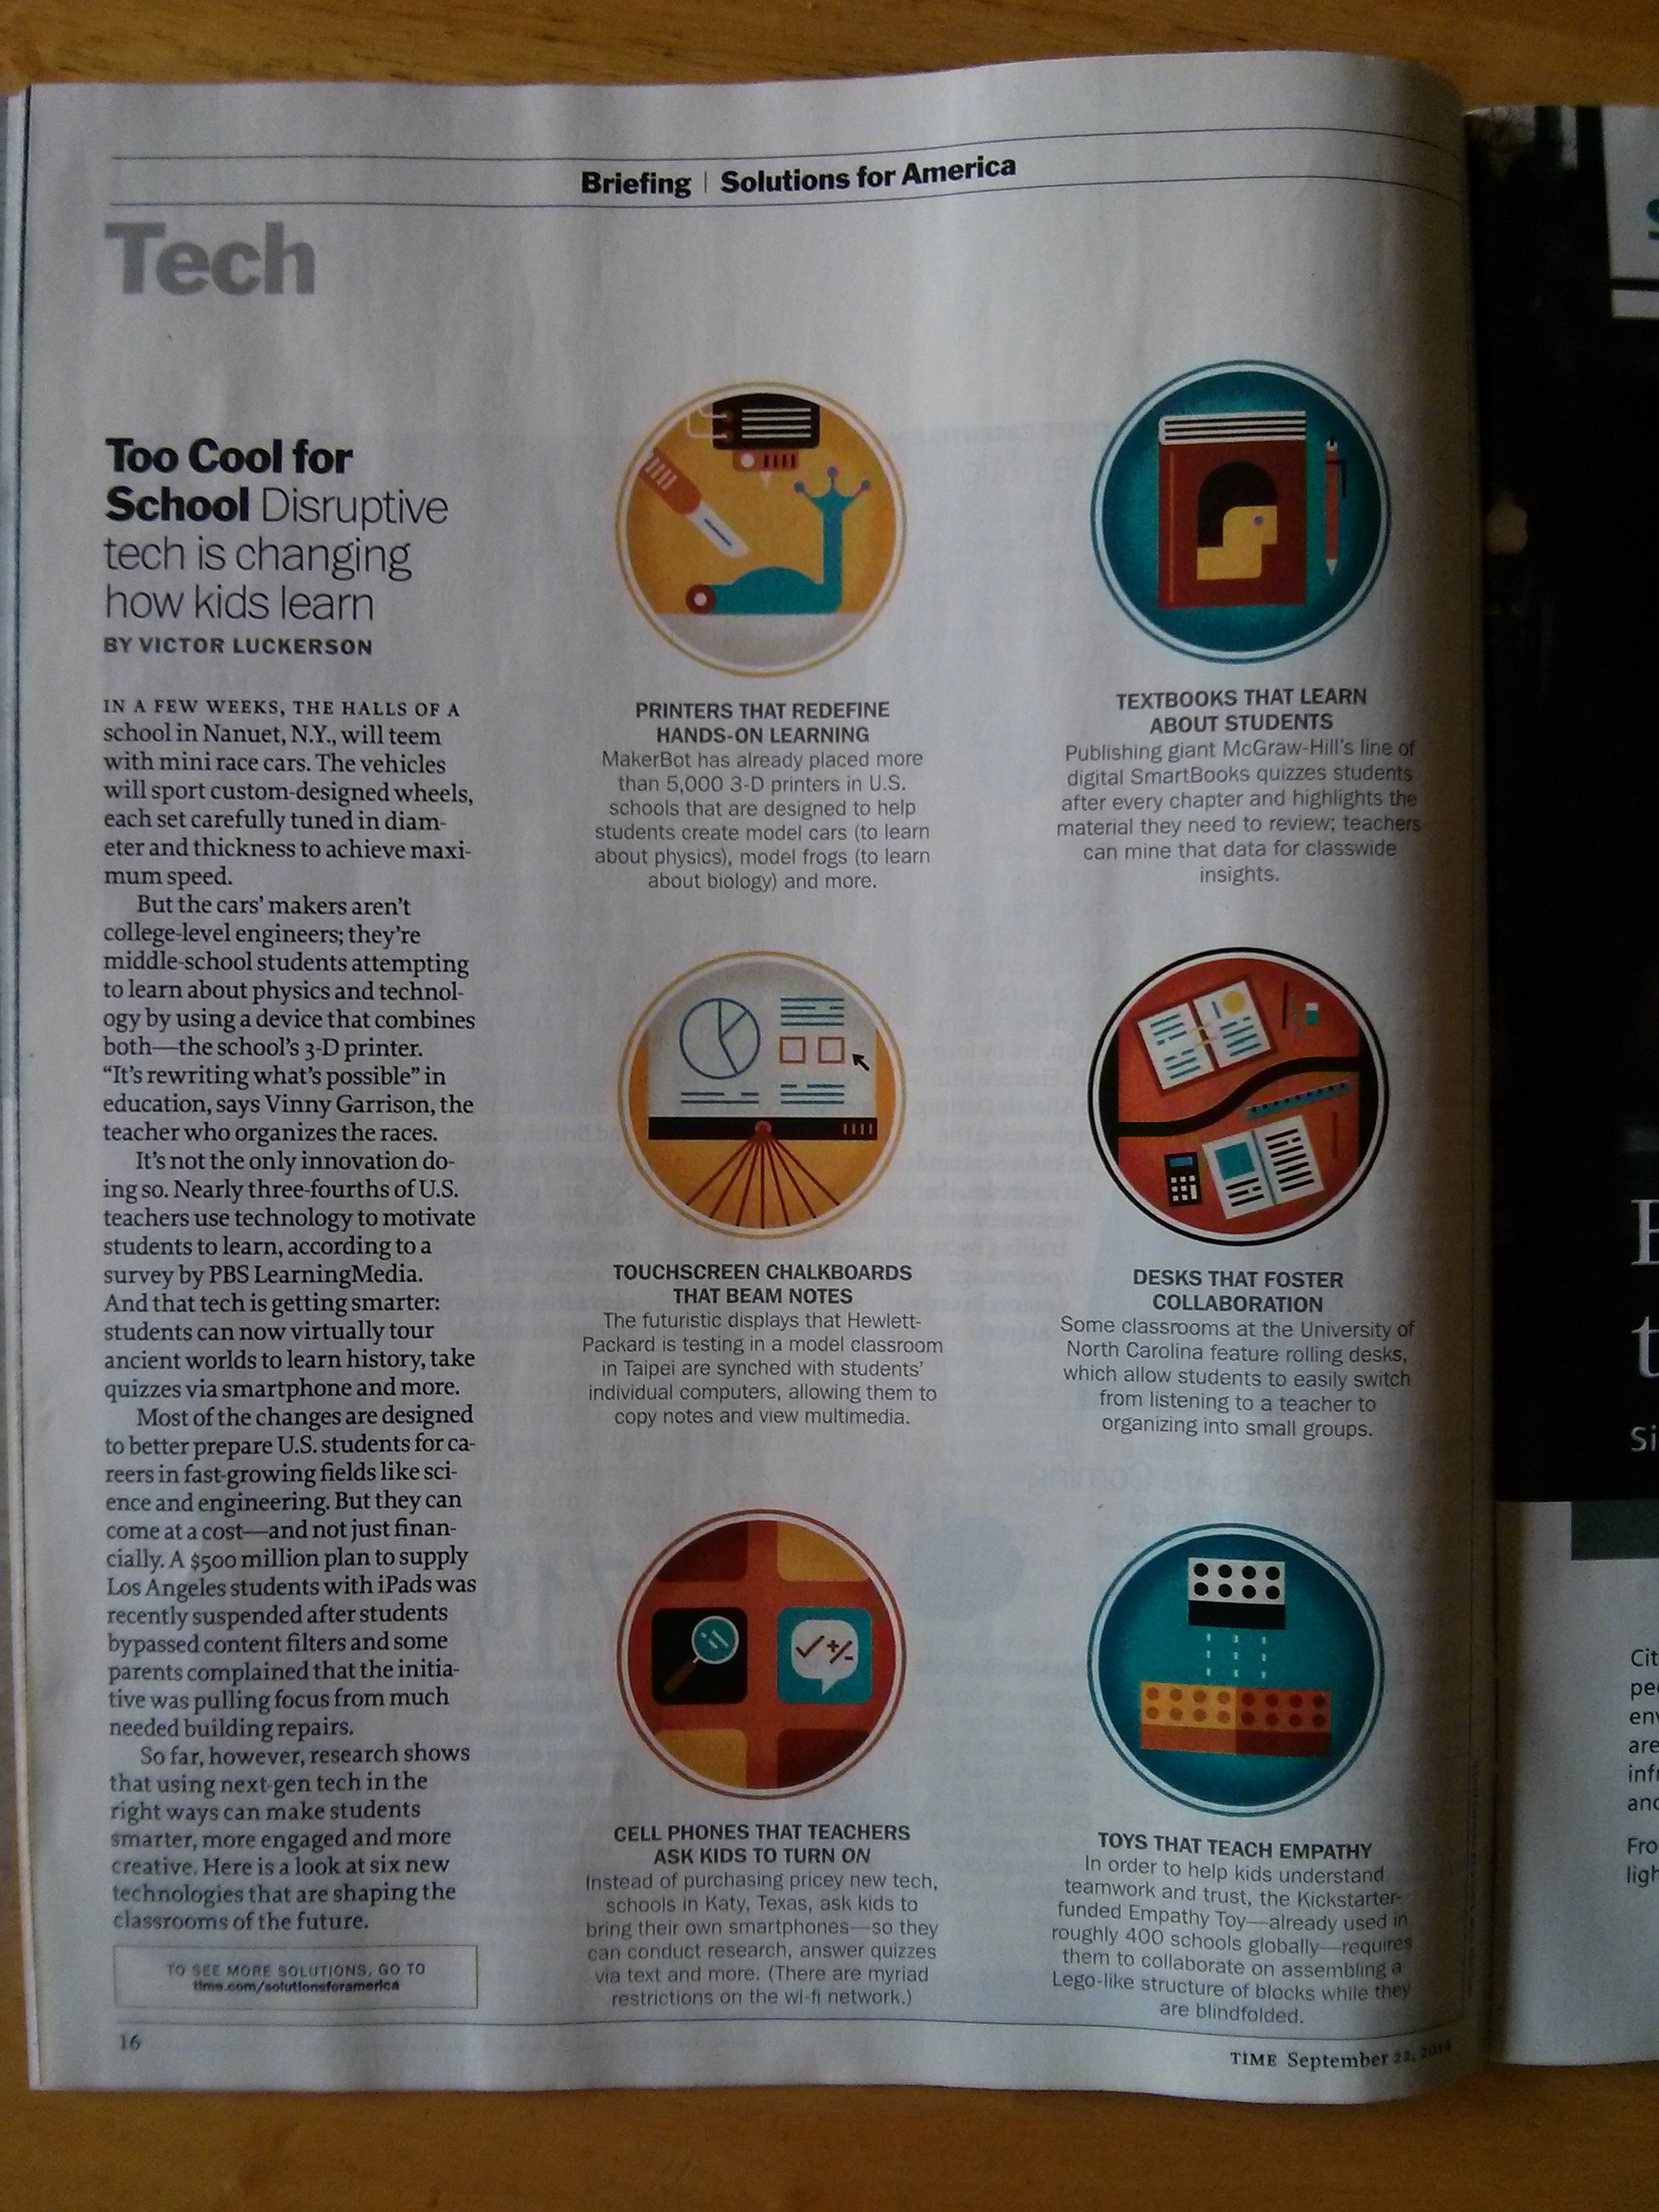 Briefing | Solutions for America
Tech
Too Cool for
School Disruptive
tech is changing
how kids learn
BY VICTOR LUCKERSON
IN A FEW WEEKS, THE HALLS OF A
school in Nanuet, N.Y., will teem
with mini race cars. The vehicles
will sport custom-designed wheels,
each set carefully tuned in diam-
eter and thickness to achieve maxi-
mum speed.
But the cars' makers aren't
college-level engineers; they're
middle-school students attempting
to learn about physics and technol-
ogy by using a device that combines
both—the school's 3-D printer.
“It's rewriting what's possible” in
education, says Vinny Garrison, the
teacher who organizes the races.
It's not the only innovation do-
ing so. Nearly three-fourths of U.S.
teachers use technology to motivate
students to learn, according to a
survey by PBS LearningMedia.
And that tech is getting smarter:
students can now virtually tour
ancient worlds to learn history, take
quizzes via smartphone and more.
Most of the changes are designed
to better prepare U.S. students for ca-
reers in fast-growing fields like sci-
ence and engineering. But they can
come at a cost—and not just finan-
cially. A $500 million plan to supply
Los Angeles students with iPads was
recently suspended after students
bypassed content filters and some
parents complained that the initia-
tive was pulling focus from much
needed building repairs.
So far, however, research shows
that using next-gen tech in the
right ways can make students
smarter, more engaged and more
creative. Here is a look at six new
technologies that are shaping the
classrooms of the future.
TO SEE MORE SOLUTIONS, GO TO
time.com/solutionsforamerica
PRINTERS THAT REDEFINE
HANDS-ON LEARNING
MakerBot has already placed more
than 5,000 3-D printers in U.S.
schools that are designed to help
students create model cars (to learn
about physics), model frogs (to learn
about biology) and more.
TEXTBOOKS THAT LEARN
ABOUT STUDENTS
Publishing giant McGraw-Hill's line of
digital SmartBooks quizzes students
after every chapter and highlights the
material they need to review; teachers
can mine that data for classwide
insights.
TOUCHSCREEN CHALKBOARDS
THAT BEAM NOTES
The futuristic displays that Hewlett-
Packard is testing in a model classroom
in Taipei are synched with students'
individual computers, allowing them to
copy notes and view multimedia.
DESKS THAT FOSTER
COLLABORATION
Some classrooms at the University of
North Carolina feature rolling desks,
which allow students to easily switch
from listening to a teacher to
organizing into small groups.
CELL PHONES THAT TEACHERS
ASK KIDS TO TURN ON
Instead of purchasing pricey new tech,
schools in Katy, Texas, ask kids to
bring their own smartphones—so they
can conduct research, answer quizzes
via text and more. (There are myriad
restrictions on the wi-fi network.)
TOYS THAT TEACH EMPATHY
In order to help kids understand
teamwork and trust, the Kickstarter-
funded Empathy Toy—already used in
roughly 400 schools globally—requires
them to collaborate on assembling a
Lego-like structure of blocks while they
are blindfolded.
16
TIME September 22, 2014